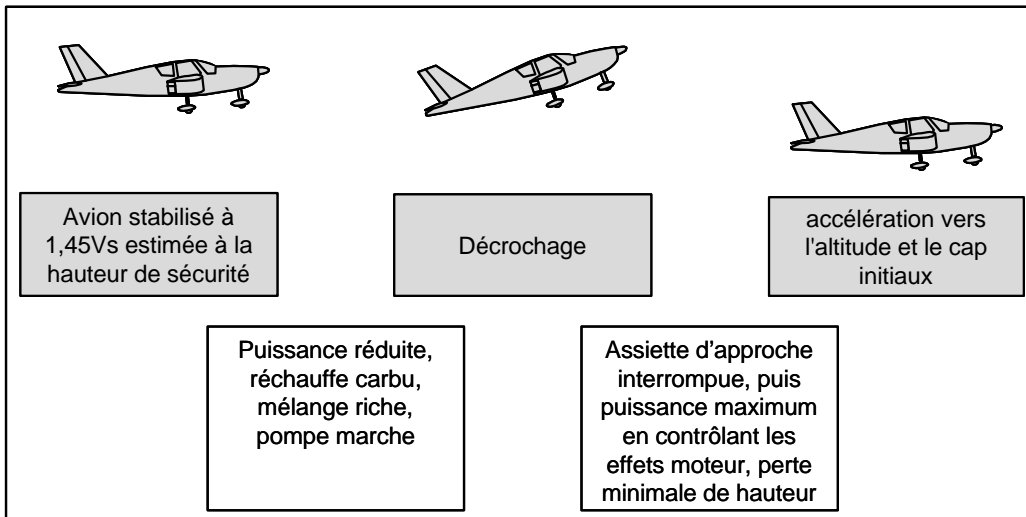 Avion stabilisé à
1,45Vs estimée à la
hauteur de sécurité
Décrochage
accélération vers
l'altitude et le cap
initiaux
Puissance réduite,
réchauffe carbu,
mélange riche,
pompe marche
Assiette d’approche
interrompue, puis
puissance maximum
en contrôlant les
effets moteur, perte
minimale de hauteur